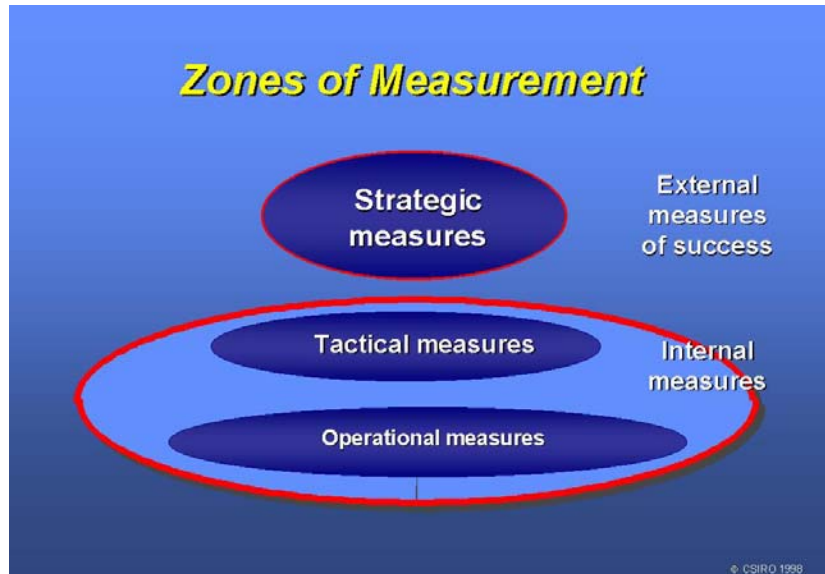 Zones of Measurement
Strategic
measures
External
measures
of success
Tactical measures
Internal
measures
Operational measures
© CSIRO 1998